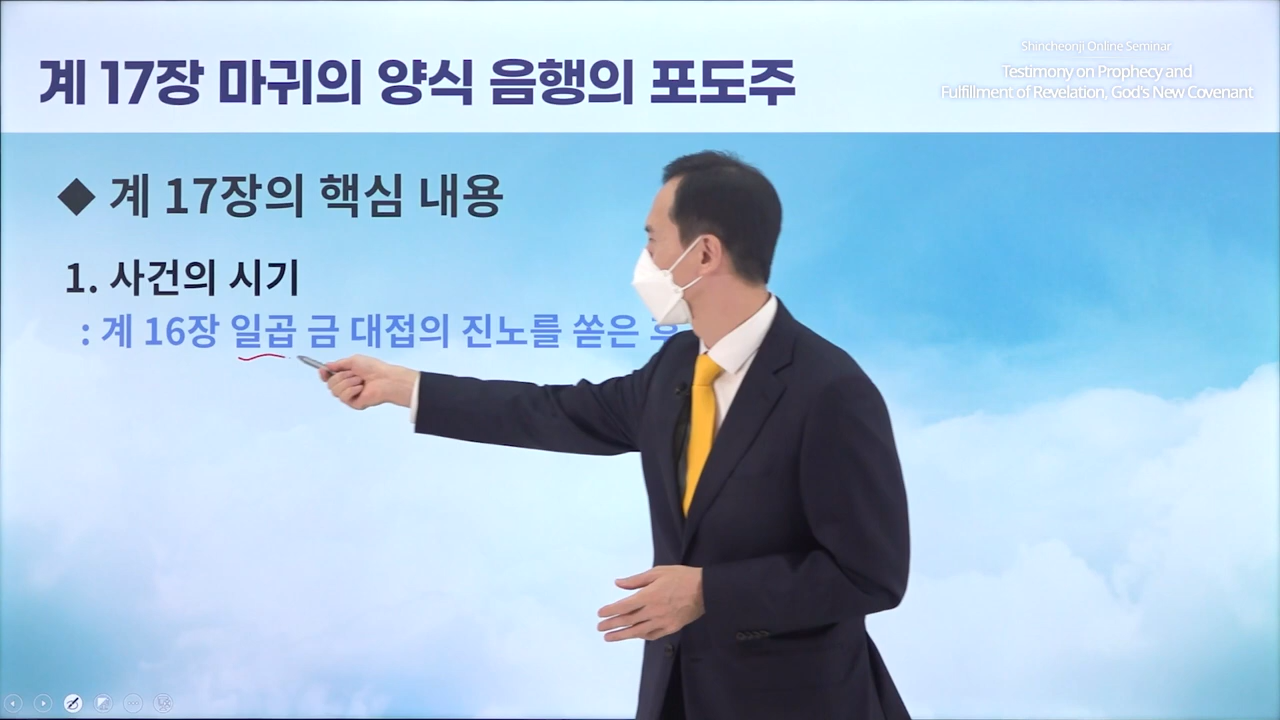 계 17장 마귀의 양식 음행의 포도주
Shincheonji Online Seminar
Testimony on Prophecy and
Fulfillment of Revelation, God's New Covenant
◆ 계 17장의 핵심 내용
1. 사건의 시기
: 계 16장 일곱 금 대접의 진노를 쏟은 후